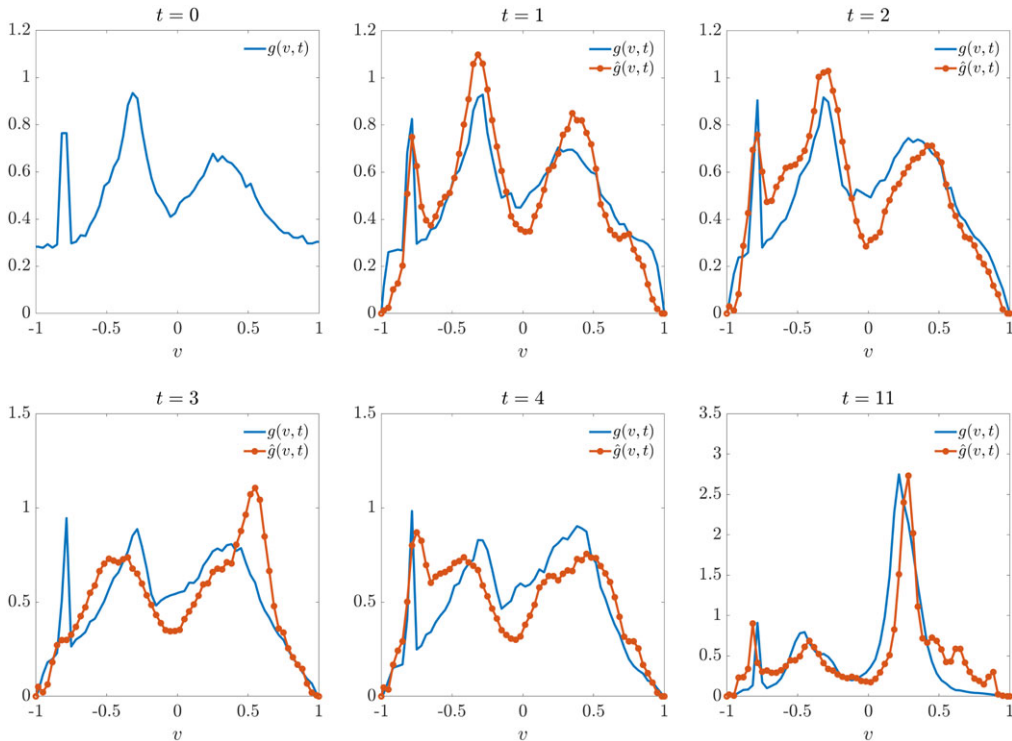 t = 0
1.2
1
0.8
0.6
0.4
0.2
0
-1 -0.5 0 0.5 1
v
g(v, t)
t = 1
1.2
1
0.8
0.6
0.4
0.2
0
-1 -0.5 0 0.5 1
v
g(v, t)
ĝ(v, t)
t = 2
1.2
1
0.8
0.6
0.4
0.2
0
-1 -0.5 0 0.5 1
v
g(v, t)
ĝ(v, t)
t = 3
1.5
1
0.5
0
-1 -0.5 0 0.5 1
v
g(v, t)
ĝ(v, t)
t = 4
1.5
1
0.5
0
-1 -0.5 0 0.5 1
v
g(v, t)
ĝ(v, t)
t = 11
3.5
3
2.5
2
1.5
1
0.5
0
-1 -0.5 0 0.5 1
v
g(v, t)
ĝ(v, t)